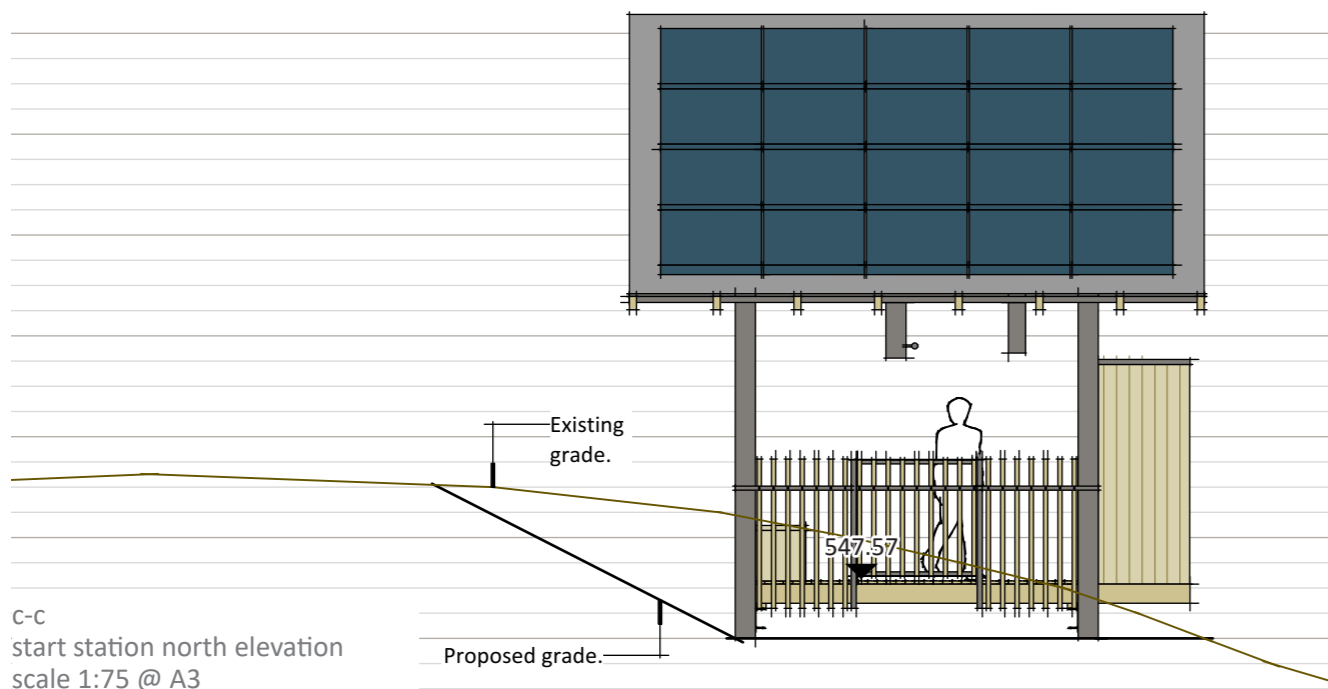 Existing
grade.
547.57
Proposed grade.
c-c
start station north elevation
scale 1:75 @ A3